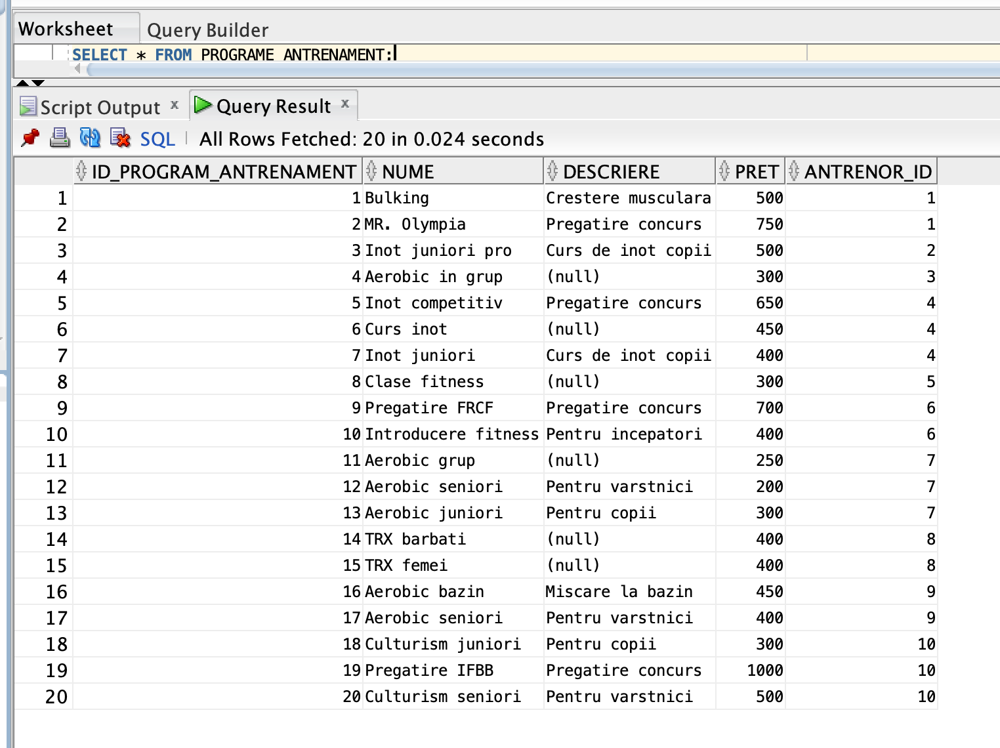 Worksheet Query Builder
SELECT * FROM PROGRAME_ANTRENAMENT;
Script Output x Query Result x
SQL | All Rows Fetched: 20 in 0.024 seconds
ID_PROGRAM_ANTRENAMENT NUME DESCRIERE PRET ANTRENOR_ID
1 1 Bulking Crestere musculara 500 1
2 2 MR. Olympia Pregatire concurs 750 1
3 3 Inot juniori pro Curs de inot copii 500 2
4 4 Aerobic in grup (null) 300 3
5 5 Inot competitiv Pregatire concurs 650 4
6 6 Curs inot (null) 450 4
7 7 Inot juniori Curs de inot copii 400 4
8 8 Clase fitness (null) 300 5
9 9 Pregatire FRCF Pregatire concurs 700 6
10 10 Introducere fitness Pentru incepatori 400 6
11 11 Aerobic grup (null) 250 7
12 12 Aerobic seniori Pentru varstnici 200 7
13 13 Aerobic juniori Pentru copii 300 7
14 14 TRX barbati (null) 400 8
15 15 TRX femei (null) 400 8
16 16 Aerobic bazin Miscare la bazin 450 9
17 17 Aerobic seniori Pentru varstnici 400 9
18 18 Culturism juniori Pentru copii 300 10
19 19 Pregatire IFBB Pregatire concurs 1000 10
20 20 Culturism seniori Pentru varstnici 500 10